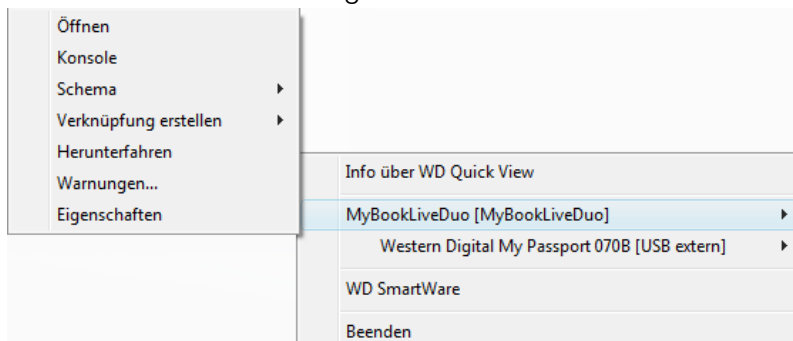 Öffnen
Konsole
Schema
Verknüpfung erstellen
Herunterfahren
Warnungen...
Eigenschaften
Info über WD Quick View
MyBookLiveDuo [MyBookLiveDuo]
Western Digital My Passport 070B [USB extern]
WD SmartWare
Beenden